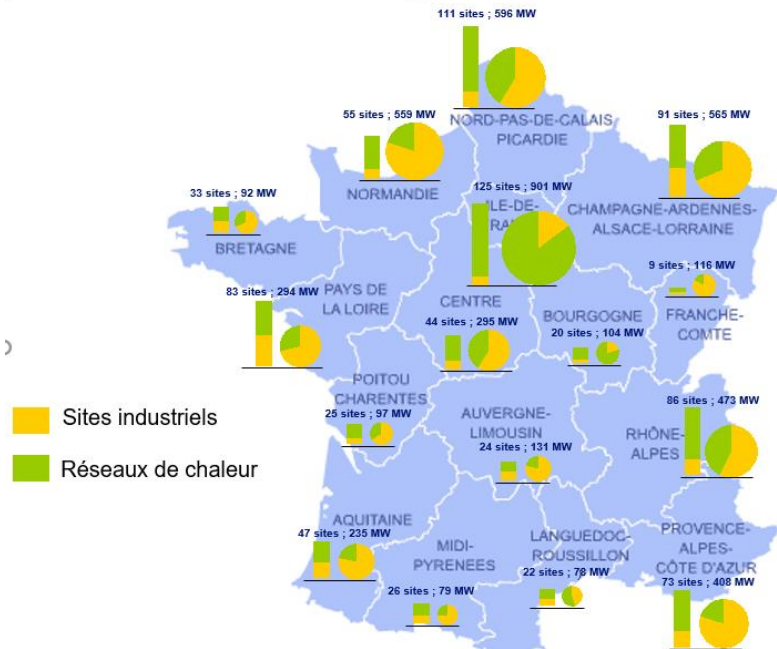 111 sites ; 596 MW
NORD-PAS-DE-CALAIS
PICARDIE
55 sites ; 559 MW
NORMANDIE
91 sites ; 565 MW
CHAMPAGNE-ARDENNES-
ALSACE-LORRAINE
33 sites ; 92 MW
BRETAGNE
125 sites ; 901 MW
ILE-DE-
9 sites ; 116 MW
FRANCHE-
COMTE
83 sites ; 294 MW
PAYS DE
LA LOIRE
CENTRE
44 sites ; 295 MW
BOURGOGNE
20 sites ; 104 MW
POITOU
CHARENTES
25 sites ; 97 MW
AUVERGNE-
LIMOUSIN
24 sites ; 131 MW
86 sites ; 473 MW
RHÔNE-
ALPES
Sites industriels
Réseaux de chaleur
AQUITAINE
47 sites ; 235 MW
MIDI-
PYRENEES
26 sites ; 79 MW
LANGUEDOC-
ROUSSILLON
22 sites ; 78 MW
PROVENCE-
ALPES-
CÔTE D'AZUR
73 sites ; 408 MW